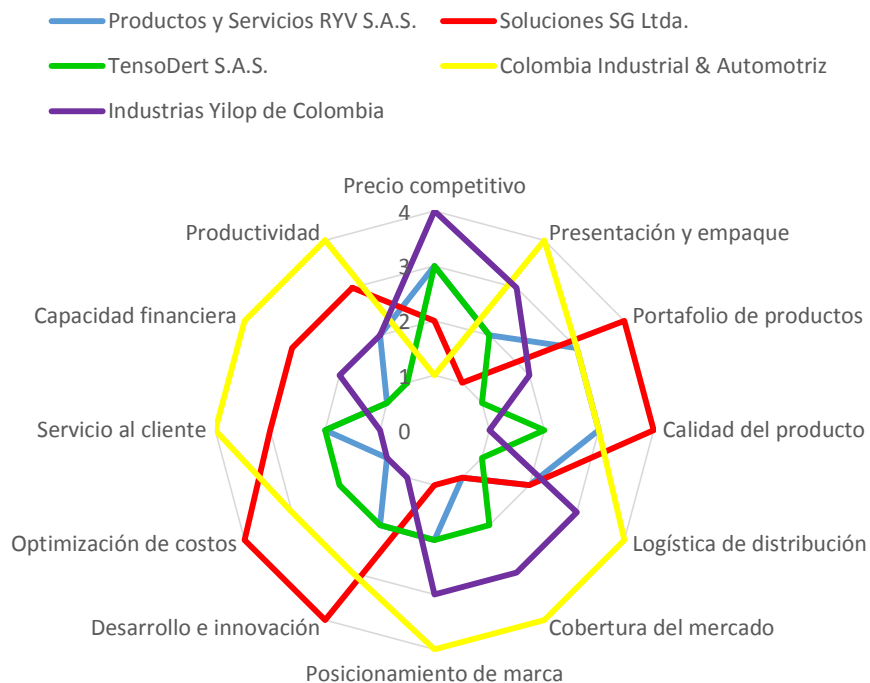 Productos y Servicios RYV S.A.S.
Soluciones SG Ltda.
TensoDert S.A.S.
Colombia Industrial & Automotriz
Industrias Yilop de Colombia
Precio competitivo
4
Productividad
Presentación y empaque
3
Capacidad financiera
Portafolio de productos
2
1
Servicio al cliente
0
Calidad del producto
Optimización de costos
Logística de distribución
Desarrollo e innovación
Cobertura del mercado
Posicionamiento de marca